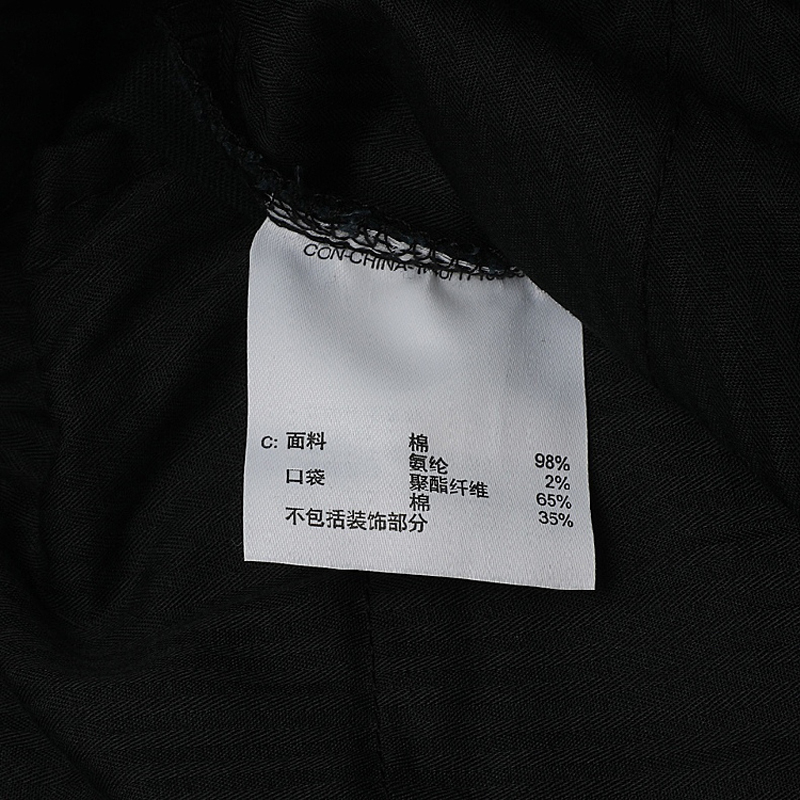 CON-CHINA-
C: 面料 棉 98%
氨纶 2%
口袋 聚酯纤维 65%
棉 35%
不包括装饰部分